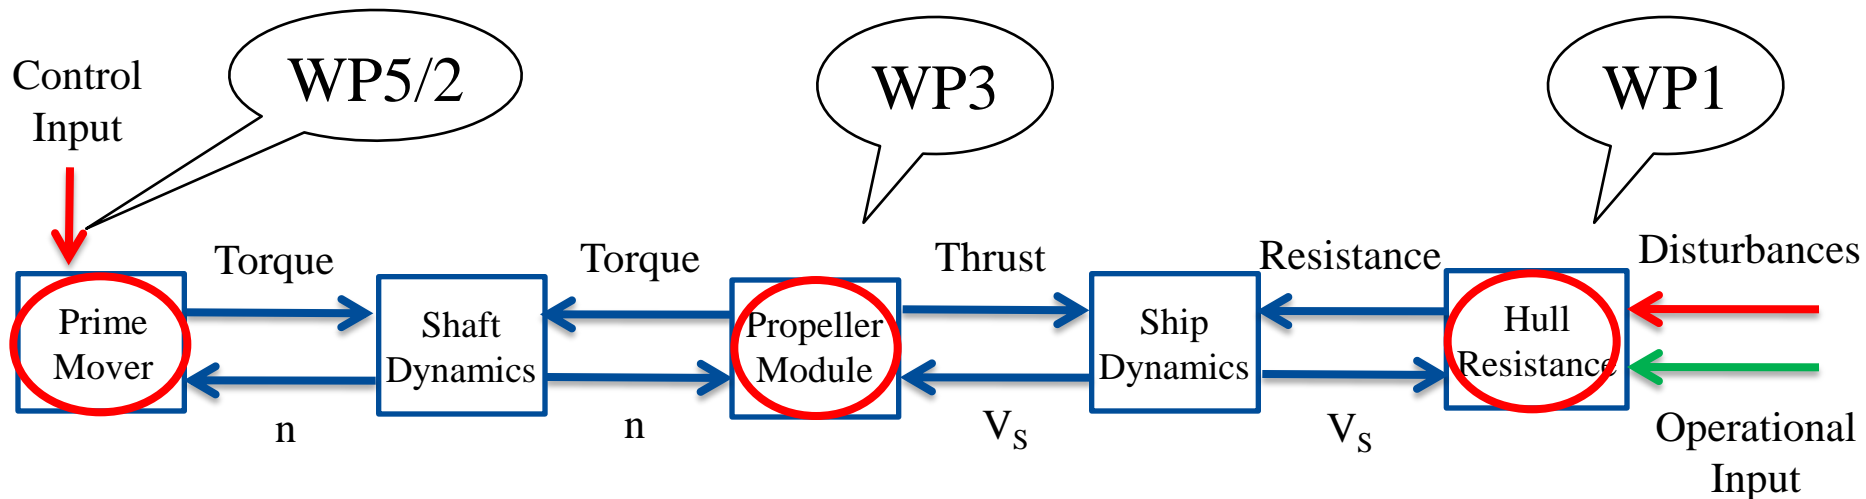 Control
Input
WP5/2
WP3
WP1
Torque
Torque
Thrust
Resistance
Disturbances
Prime
Mover
Shaft
Dynamics
Propeller
Module
Ship
Dynamics
Hull
Resistance
n
n
VS
VS
Operational
Input